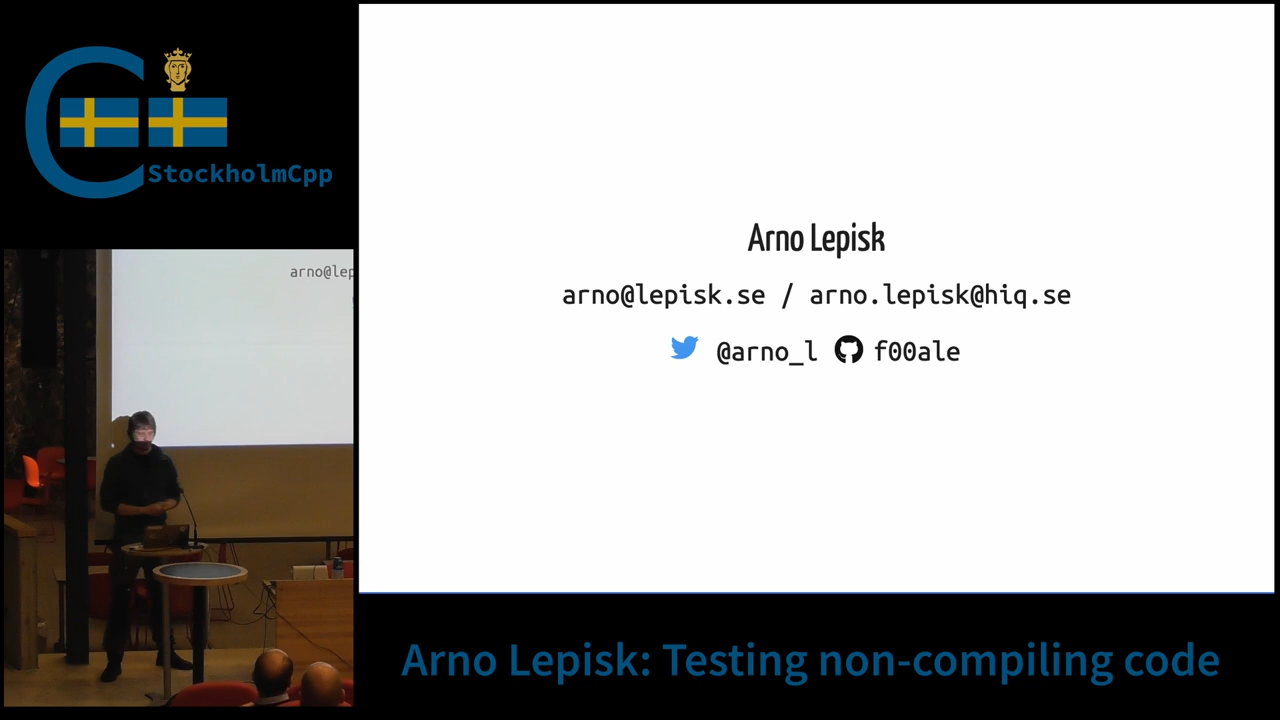 StockholmCpp
arno@lep
Arno Lepisk
arno@lepisk.se / arno.lepisk@hiq.se
@arno_l f00ale
Arno Lepisk: Testing non-compiling code